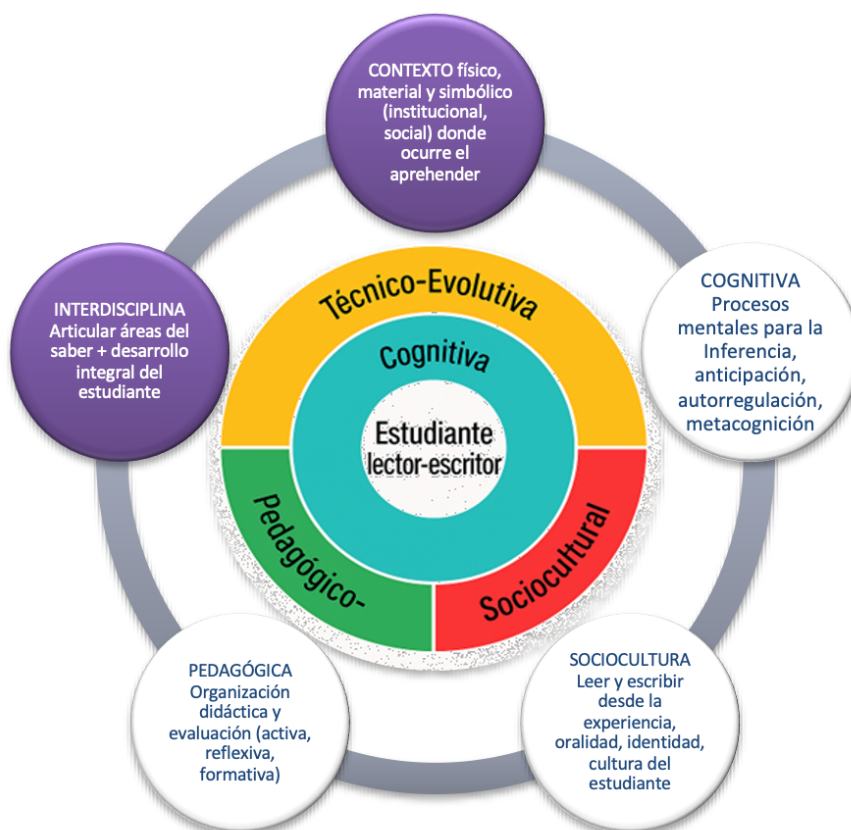 CONTEXTO físico,
material y simbólico
(institucional,
social) donde
ocurre el
aprehender
INTERDISCIPLINA
Articular áreas del
saber + desarrollo
integral del
estudiante
COGNITIVA
Procesos
mentales para la
Inferencia,
anticipación,
autorregulación,
metacognición
Técnico-Evolutiva
Cognitiva
Estudiante
lector-escritor
Pedagógico-
Sociocultural
PEDAGÓGICA
Organización
didáctica y
evaluación (activa,
reflexiva,
formativa)
SOCIOCULTURA
Leer y escribir
desde la
experiencia,
oralidad, identidad,
cultura del
estudiante